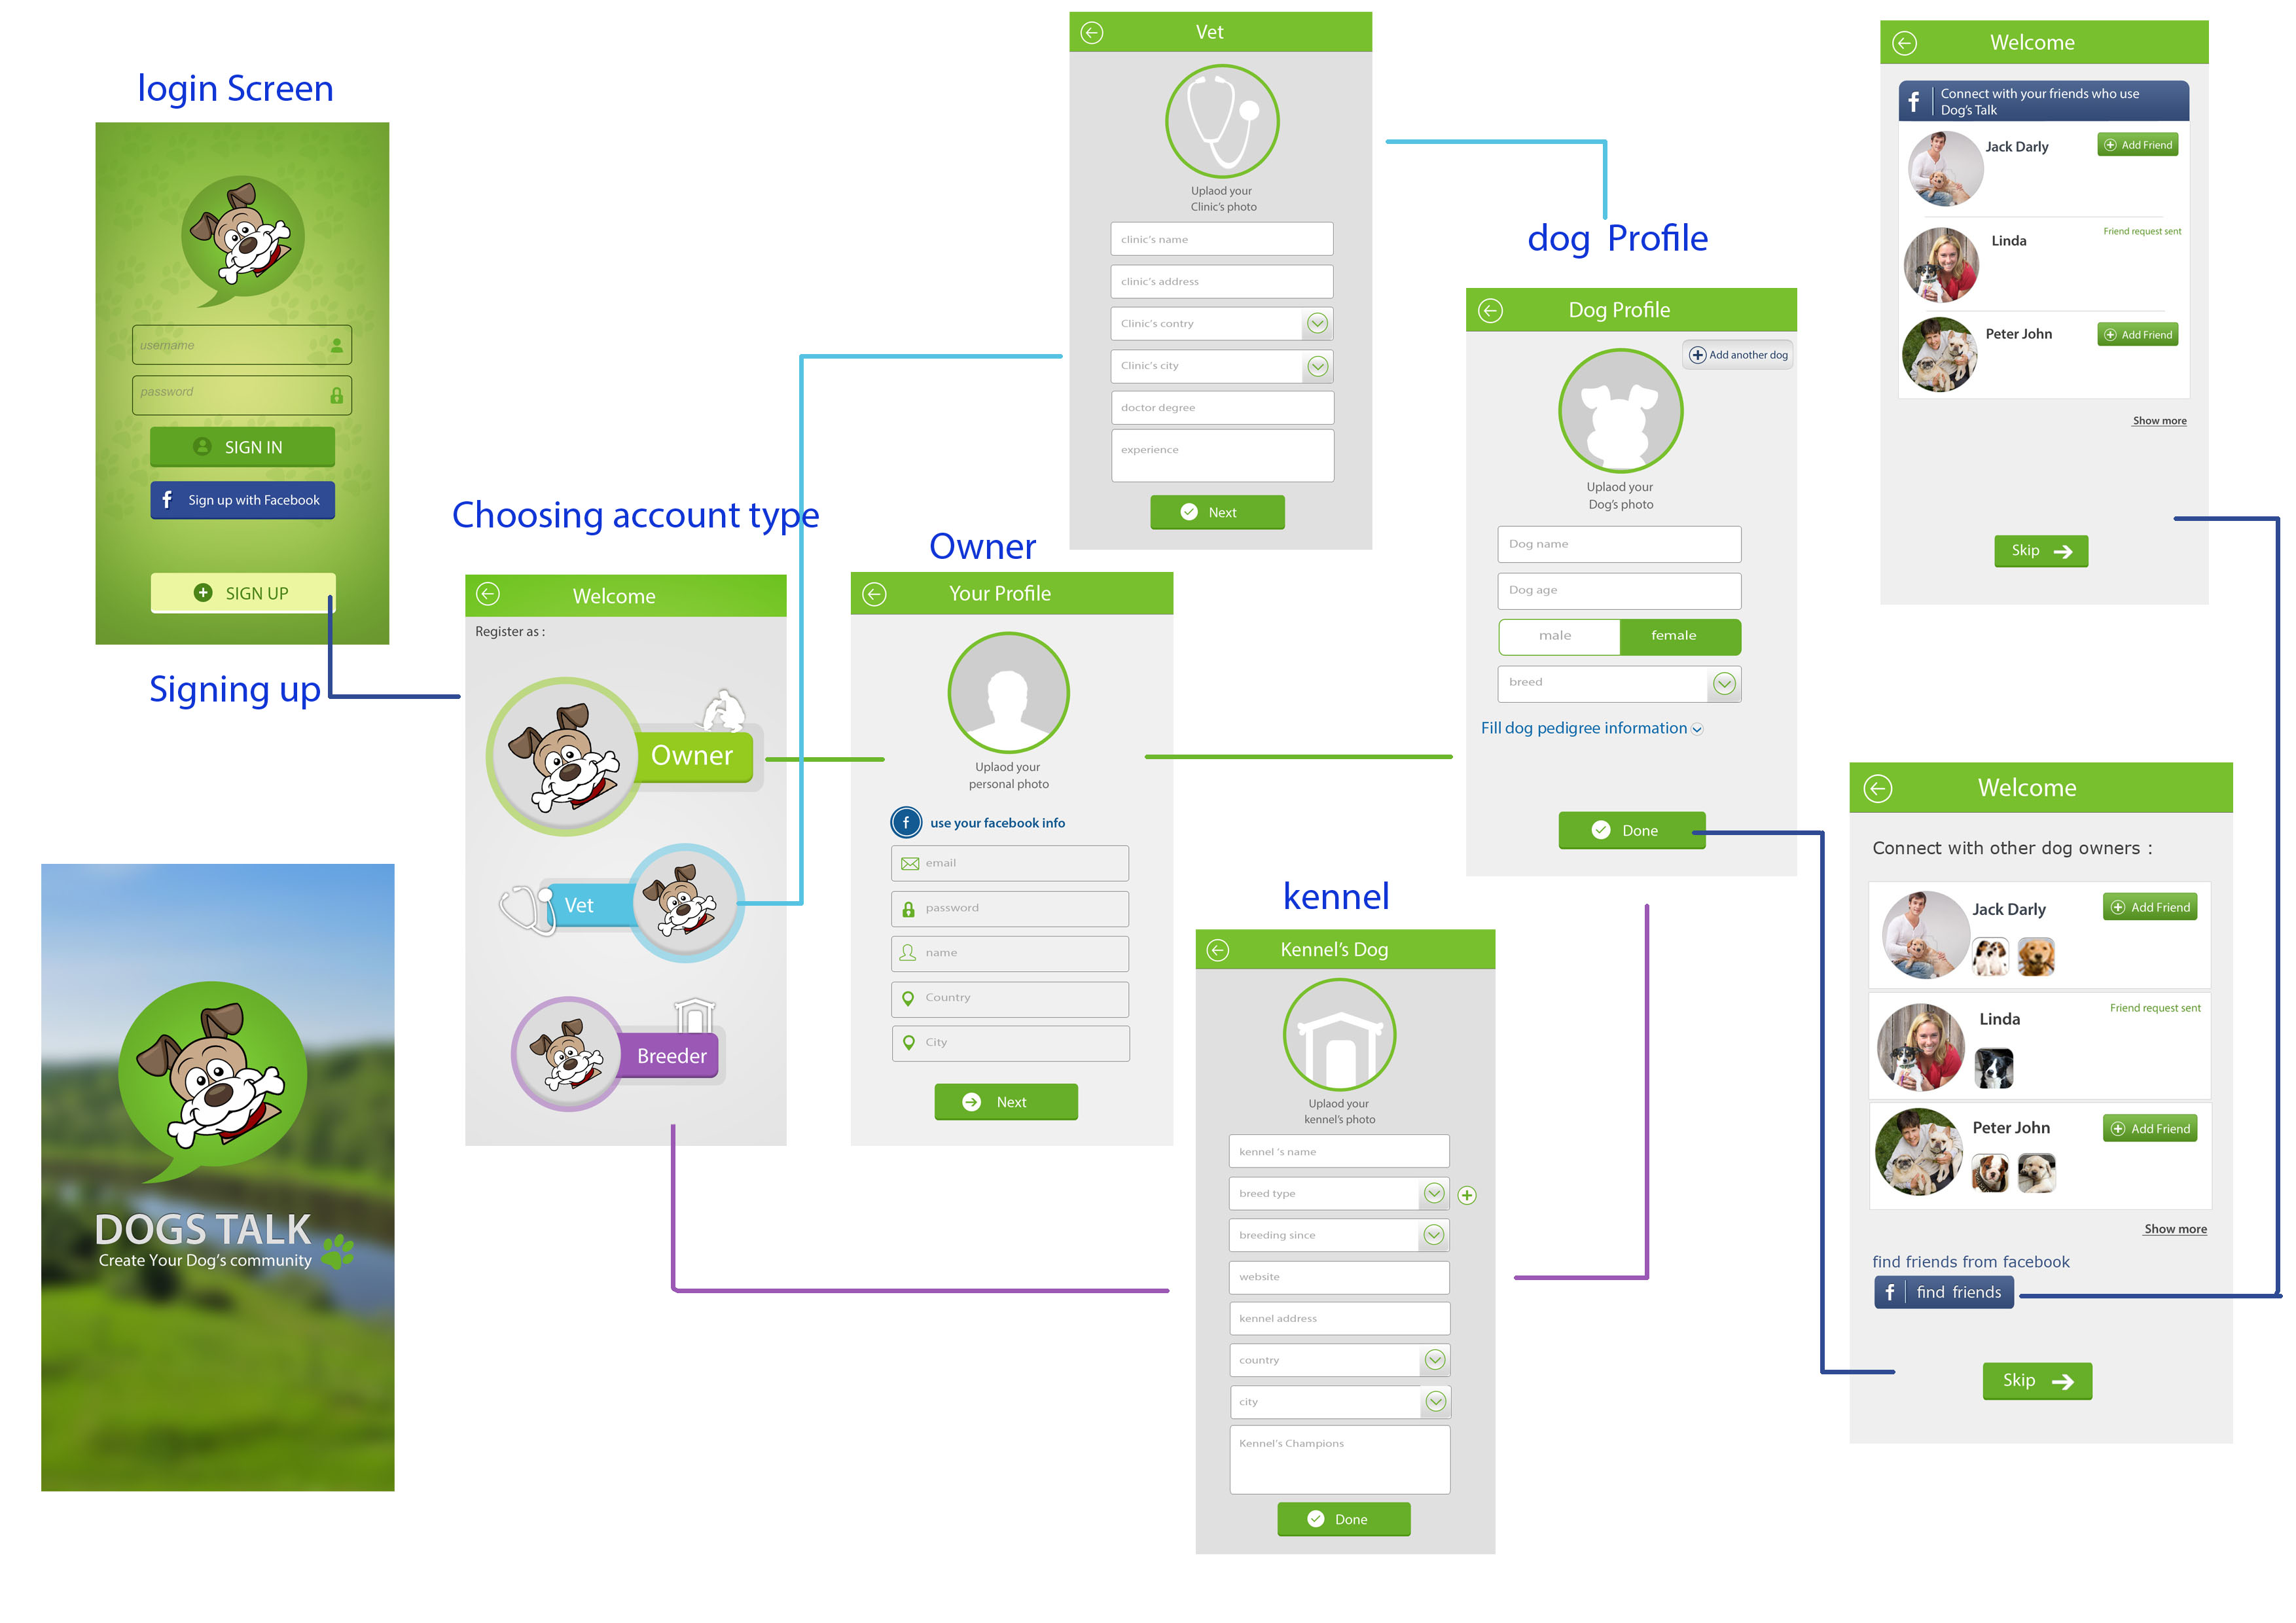 login Screen
username
password
SIGN IN
f Sign up with Facebook
SIGN UP
Signing up
DOGS TALK
Create Your Dog's community
Choosing account type
Welcome
Register as :
Owner
Vet
Breeder
Owner
Your Profile
Uplaod your
personal photo
f use your facebook info
email
password
name
Country
City
Next
Vet
Uplaod your
Clinic's photo
clinic's name
clinic's address
Clinic's contry
Clinic's city
doctor degree
experience
Next
kennel
Kennel's Dog
Uplaod your
kennel's photo
kennel 's name
breed type
breeding since
website
kennel address
country
city
Kennel's Champions
Done
dog Profile
Dog Profile
Add another dog
Uplaod your
Dog's photo
Dog name
Dog age
male female
breed
Fill dog pedigree information
Done
Welcome
f Connect with your friends who use
Dog's Talk
Jack Darly
Add Friend
Linda
Friend request sent
Peter John
Add Friend
Show more
Skip
Welcome
Connect with other dog owners :
Jack Darly
Add Friend
Linda
Friend request sent
Peter John
Add Friend
Show more
find friends from facebook
f find friends
Skip